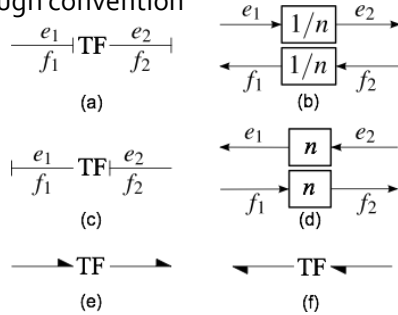 ugh convention
e₁ TF e₂
f₁ f₂
(a)
e₁ 1/n e₂
f₁ 1/n f₂
(b)
e₁ TF e₂
f₁ f₂
(c)
e₁ n e₂
f₁ n f₂
(d)
TF
(e)
TF
(f)